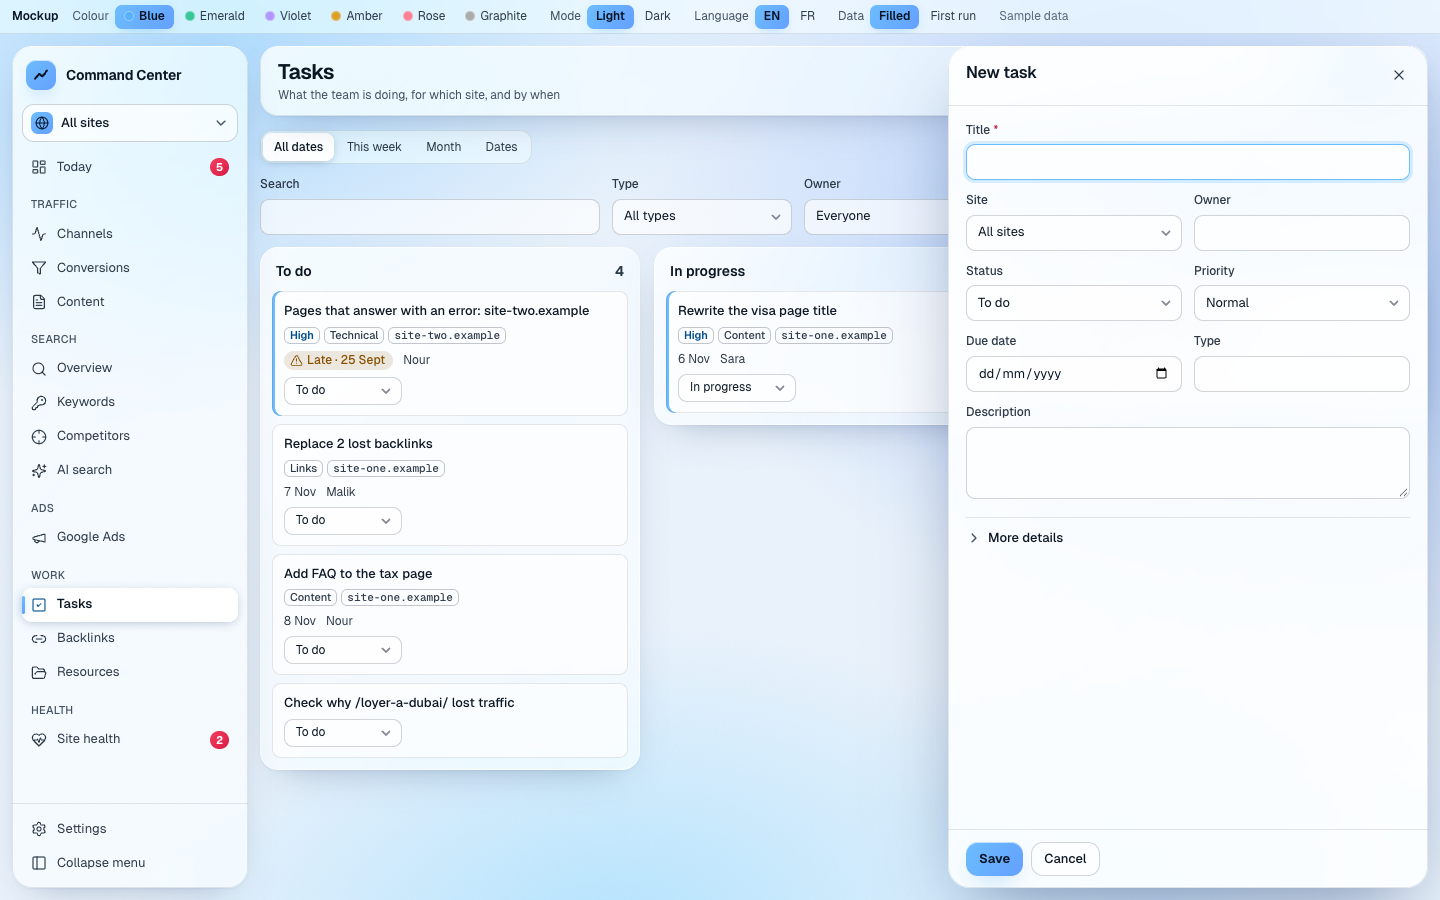 Mockup Colour Blue Emerald Violet Amber Rose Graphite Mode Light Dark Language EN FR Data Filled First run Sample data
Command Center
All sites
Today 5
TRAFFIC
Channels
Conversions
Content
SEARCH
Overview
Keywords
Competitors
AI search
ADS
Google Ads
WORK
Tasks
Backlinks
Resources
HEALTH
Site health 2
Settings
Collapse menu
Tasks
What the team is doing, for which site, and by when
All dates This week Month Dates
Search Type Owner
All types Everyone
To do 4
Pages that answer with an error: site-two.example
High Technical site-two.example
Late · 25 Sept Nour
To do
Replace 2 lost backlinks
Links site-one.example
7 Nov Malik
To do
Add FAQ to the tax page
Content site-one.example
8 Nov Nour
To do
Check why /loyer-a-dubai/ lost traffic
To do
In progress
Rewrite the visa page title
High Content site-one.example
6 Nov Sara
In progress
New task
Title *
Site Owner
All sites
Status Priority
To do Normal
Due date Type
dd/mm/yyyy
Description
More details
Save Cancel